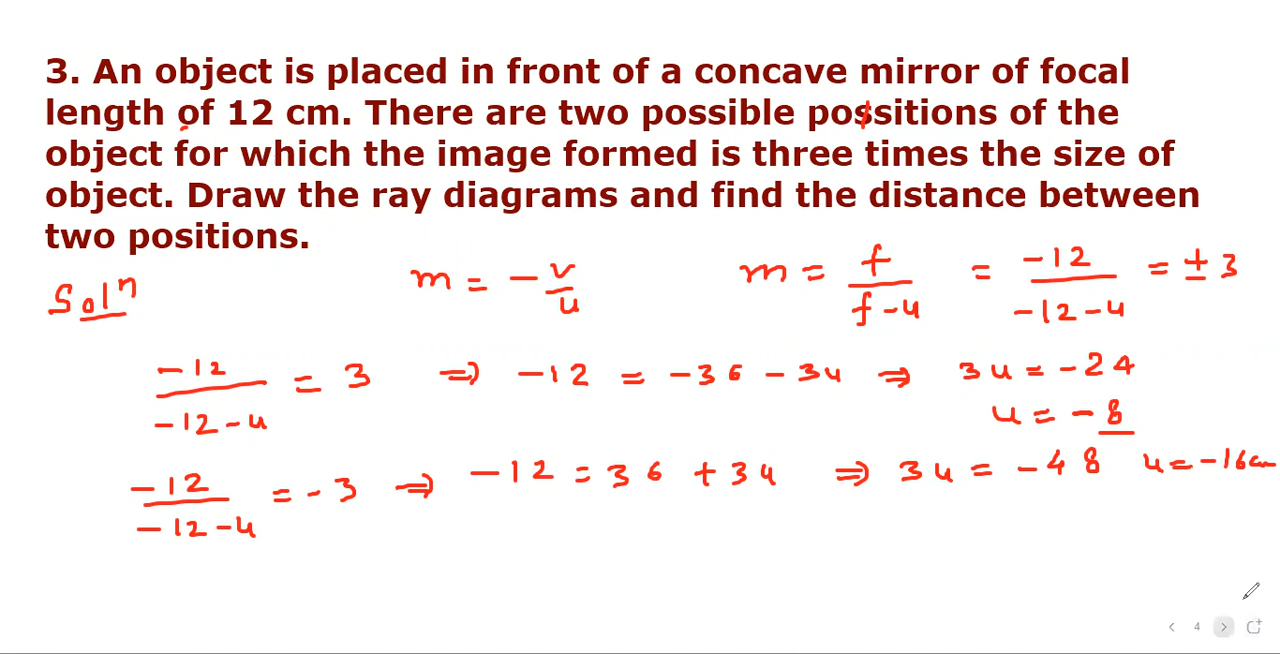 3. An object is placed in front of a concave mirror of focal
length of 12 cm. There are two possible possitions of the
object for which the image formed is three times the size of
object. Draw the ray diagrams and find the distance between
two positions.
Solⁿ m = -v/u m = f/(f-u) = -12/(-12-u) = ±3
-12/(-12-u) = 3 ⇒ -12 = -36 - 3u ⇒ 3u = -24
u = -8
-12/(-12-u) = -3 ⇒ -12 = 36 + 3u ⇒ 3u = -48 u = -16cm
4